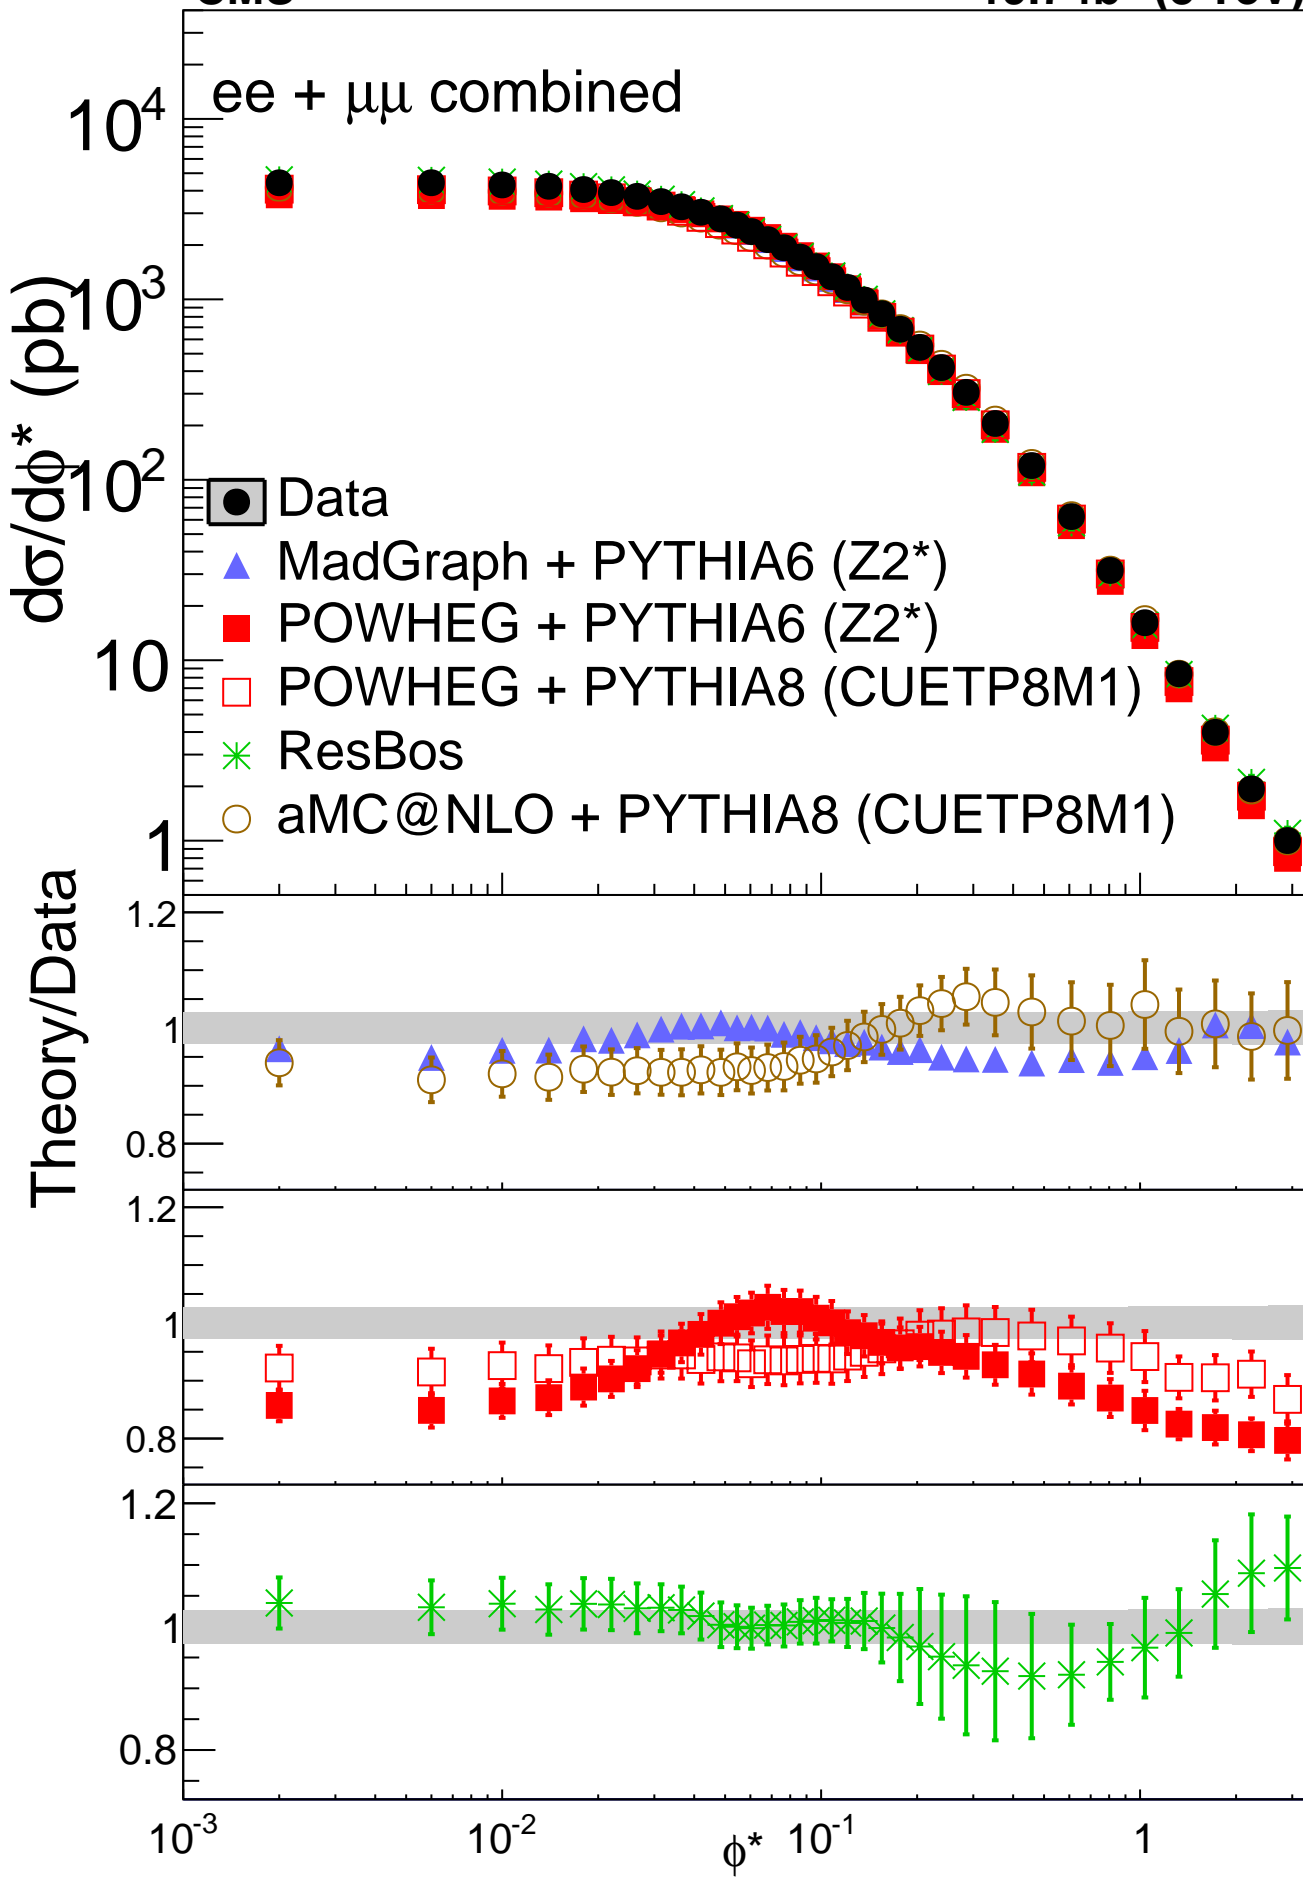 ee + μμ combined
10⁴
10³
10²
10
1
dσ/dϕ* (pb)
Data
MadGraph + PYTHIA6 (Z2*)
POWHEG + PYTHIA6 (Z2*)
POWHEG + PYTHIA8 (CUETP8M1)
ResBos
aMC@NLO + PYTHIA8 (CUETP8M1)
Theory/Data
1.2
1
0.8
1.2
1
0.8
1.2
1
0.8
10⁻³
10⁻²
10⁻¹
1
ϕ*